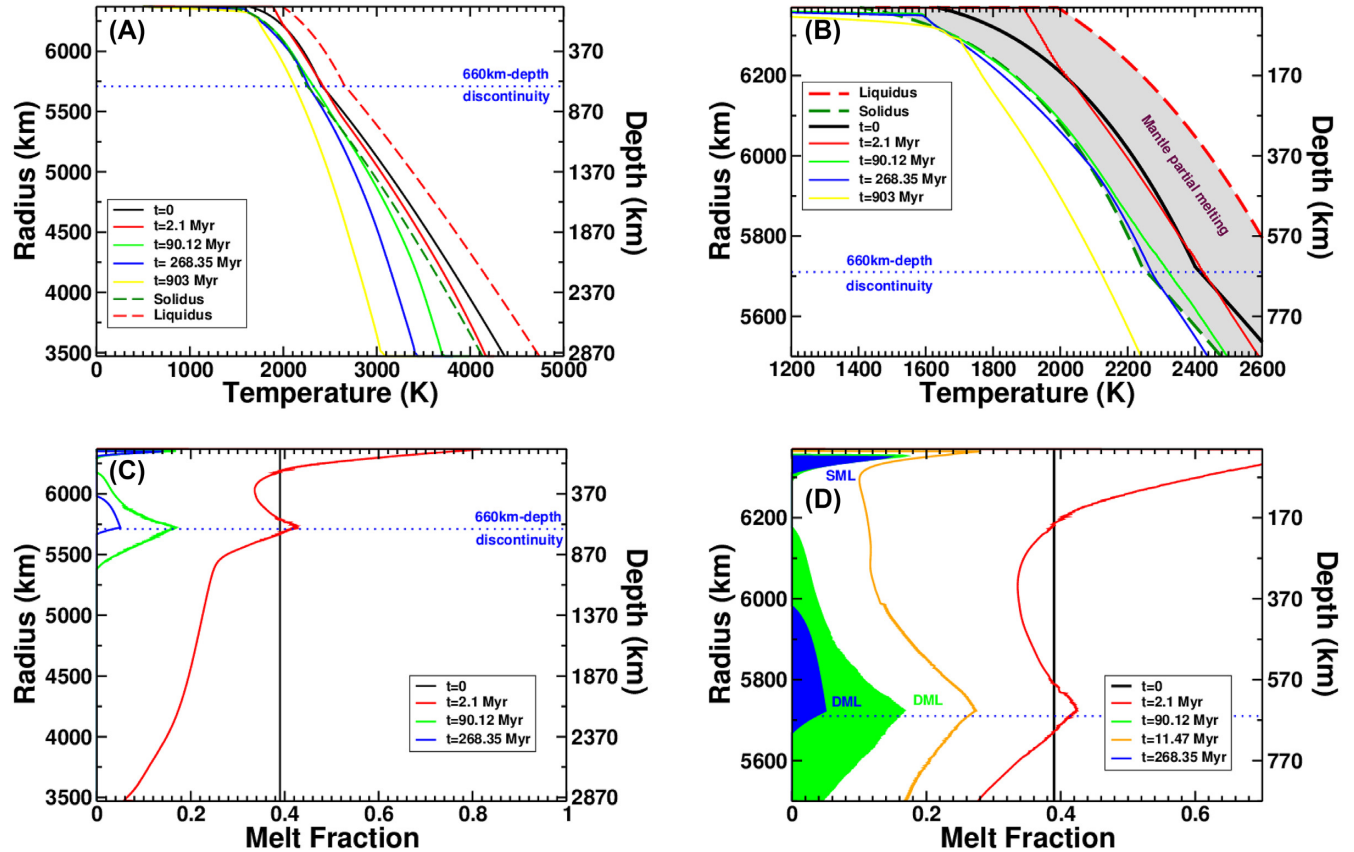 (A)
6000
5500
5000
4500
4000
3500
Radius (km)
370
870
1370
1870
2370
2870
Depth (km)
660km-depth
discontinuity
t=0
t=2.1 Myr
t=90.12 Myr
t= 268.35 Myr
t=903 Myr
Solidus
Liquidus
0
1000
2000
3000
4000
5000
Temperature (K)
(B)
6200
6000
5800
5600
Radius (km)
170
370
570
770
Depth (km)
Liquidus
Solidus
t=0
t=2.1 Myr
t=90.12 Myr
t= 268.35 Myr
t=903 Myr
Mantle partial melting
660km-depth
discontinuity
1200
1400
1600
1800
2000
2200
2400
2600
Temperature (K)
(C)
6000
5500
5000
4500
4000
3500
Radius (km)
370
870
1370
1870
2370
2870
Depth (km)
660km-depth
discontinuity
t=0
t=2.1 Myr
t=90.12 Myr
t=268.35 Myr
0
0.2
0.4
0.6
0.8
1
Melt Fraction
(D)
SML
6200
6000
5800
5600
Radius (km)
170
370
570
770
Depth (km)
DML
DML
t=0
t=2.1 Myr
t=90.12 Myr
t=11.47 Myr
t=268.35 Myr
0
0.2
0.4
0.6
Melt Fraction